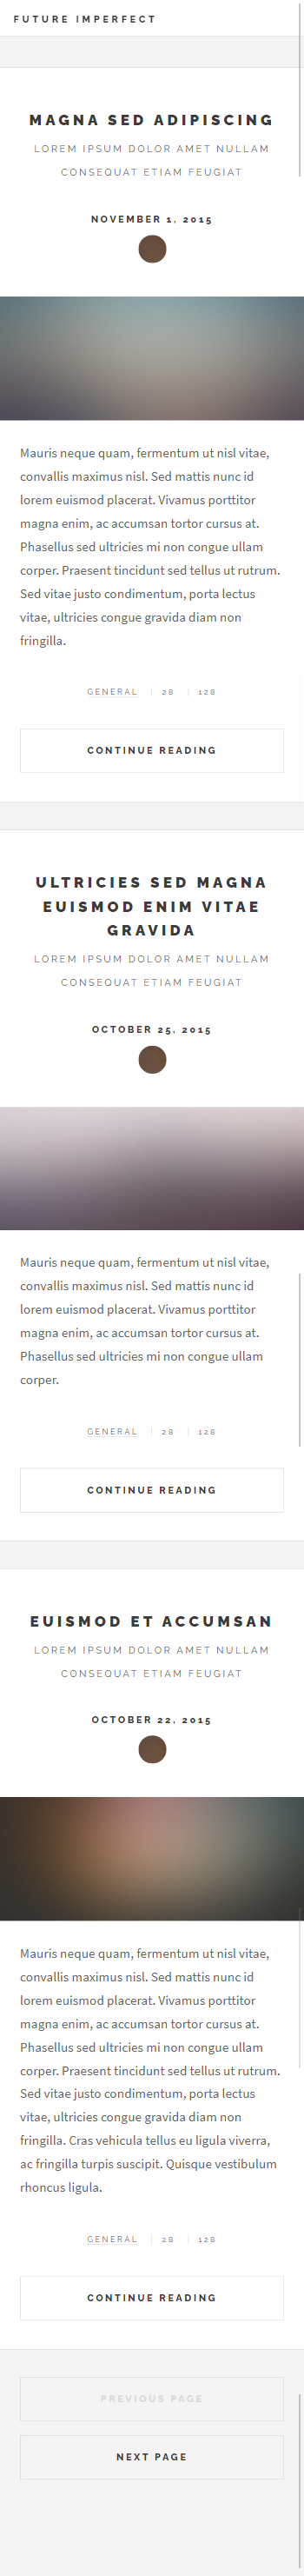 FUTURE IMPERFECT
MAGNA SED ADIPISCING
LOREM IPSUM DOLOR AMET NULLAM
CONSEQUAT ETIAM FEUGIAT
NOVEMBER 1, 2015
Mauris neque quam, fermentum ut nisl vitae,
convallis maximus nisl. Sed mattis nunc id
lorem euismod placerat. Vivamus porttitor
magna enim, ac accumsan tortor cursus at.
Phasellus sed ultricies mi non congue ullam
corper. Praesent tincidunt sed tellus ut rutrum.
Sed vitae justo condimentum, porta lectus
vitae, ultricies congue gravida diam non
fringilla.
GENERAL 28 128
CONTINUE READING
ULTRICIES SED MAGNA
EUISMOD ENIM VITAE
GRAVIDA
LOREM IPSUM DOLOR AMET NULLAM
CONSEQUAT ETIAM FEUGIAT
OCTOBER 25, 2015
Mauris neque quam, fermentum ut nisl vitae,
convallis maximus nisl. Sed mattis nunc id
lorem euismod placerat. Vivamus porttitor
magna enim, ac accumsan tortor cursus at.
Phasellus sed ultricies mi non congue ullam
corper.
GENERAL 28 128
CONTINUE READING
EUISMOD ET ACCUMSAN
LOREM IPSUM DOLOR AMET NULLAM
CONSEQUAT ETIAM FEUGIAT
OCTOBER 22, 2015
Mauris neque quam, fermentum ut nisl vitae,
convallis maximus nisl. Sed mattis nunc id
lorem euismod placerat. Vivamus porttitor
magna enim, ac accumsan tortor cursus at.
Phasellus sed ultricies mi non congue ullam
corper. Praesent tincidunt sed tellus ut rutrum.
Sed vitae justo condimentum, porta lectus
vitae, ultricies congue gravida diam non
fringilla. Cras vehicula tellus eu ligula viverra,
ac fringilla turpis suscipit. Quisque vestibulum
rhoncus ligula.
GENERAL 28 128
CONTINUE READING
PREVIOUS PAGE
NEXT PAGE